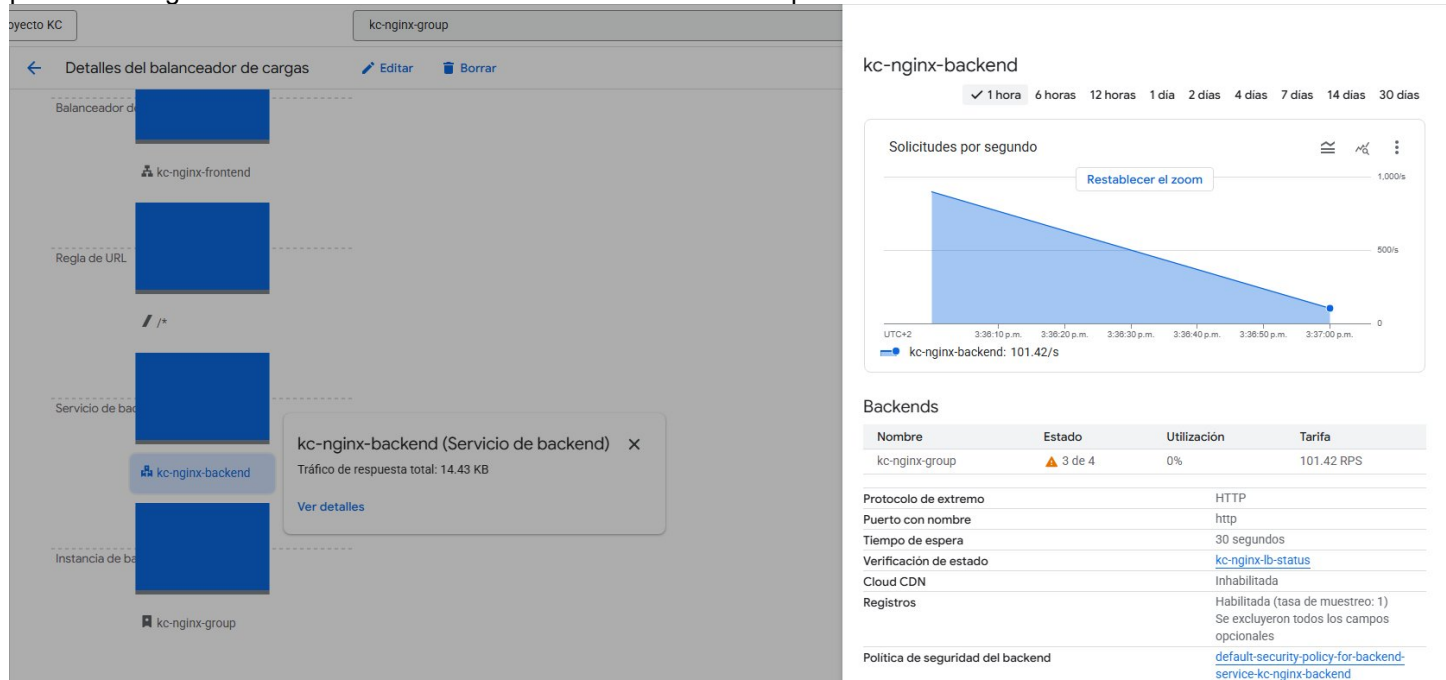 oyecto KC
kc-nginx-group
Detalles del balanceador de cargas
Editar
Borrar
Balanceador de
kc-nginx-frontend
Regla de URL
/*
Servicio de bac
kc-nginx-backend
kc-nginx-backend (Servicio de backend)
Tráfico de respuesta total: 14.43 KB
Ver detalles
Instancia de ba
kc-nginx-group
kc-nginx-backend
1 hora 6 horas 12 horas 1 día 2 días 4 días 7 días 14 días 30 días
Solicitudes por segundo
Restablecer el zoom
1,000/s
500/s
0
UTC+2 3:36:10 p.m. 3:36:20 p.m. 3:36:30 p.m. 3:36:40 p.m. 3:36:50 p.m. 3:37:00 p.m.
kc-nginx-backend: 101.42/s
Backends
Nombre Estado Utilización Tarifa
kc-nginx-group 3 de 4 0% 101.42 RPS
Protocolo de extremo HTTP
Puerto con nombre http
Tiempo de espera 30 segundos
Verificación de estado kc-nginx-lb-status
Cloud CDN Inhabilitada
Registros Habilitada (tasa de muestreo: 1)
Se excluyeron todos los campos
opcionales
Política de seguridad del backend default-security-policy-for-backend-
service-kc-nginx-backend